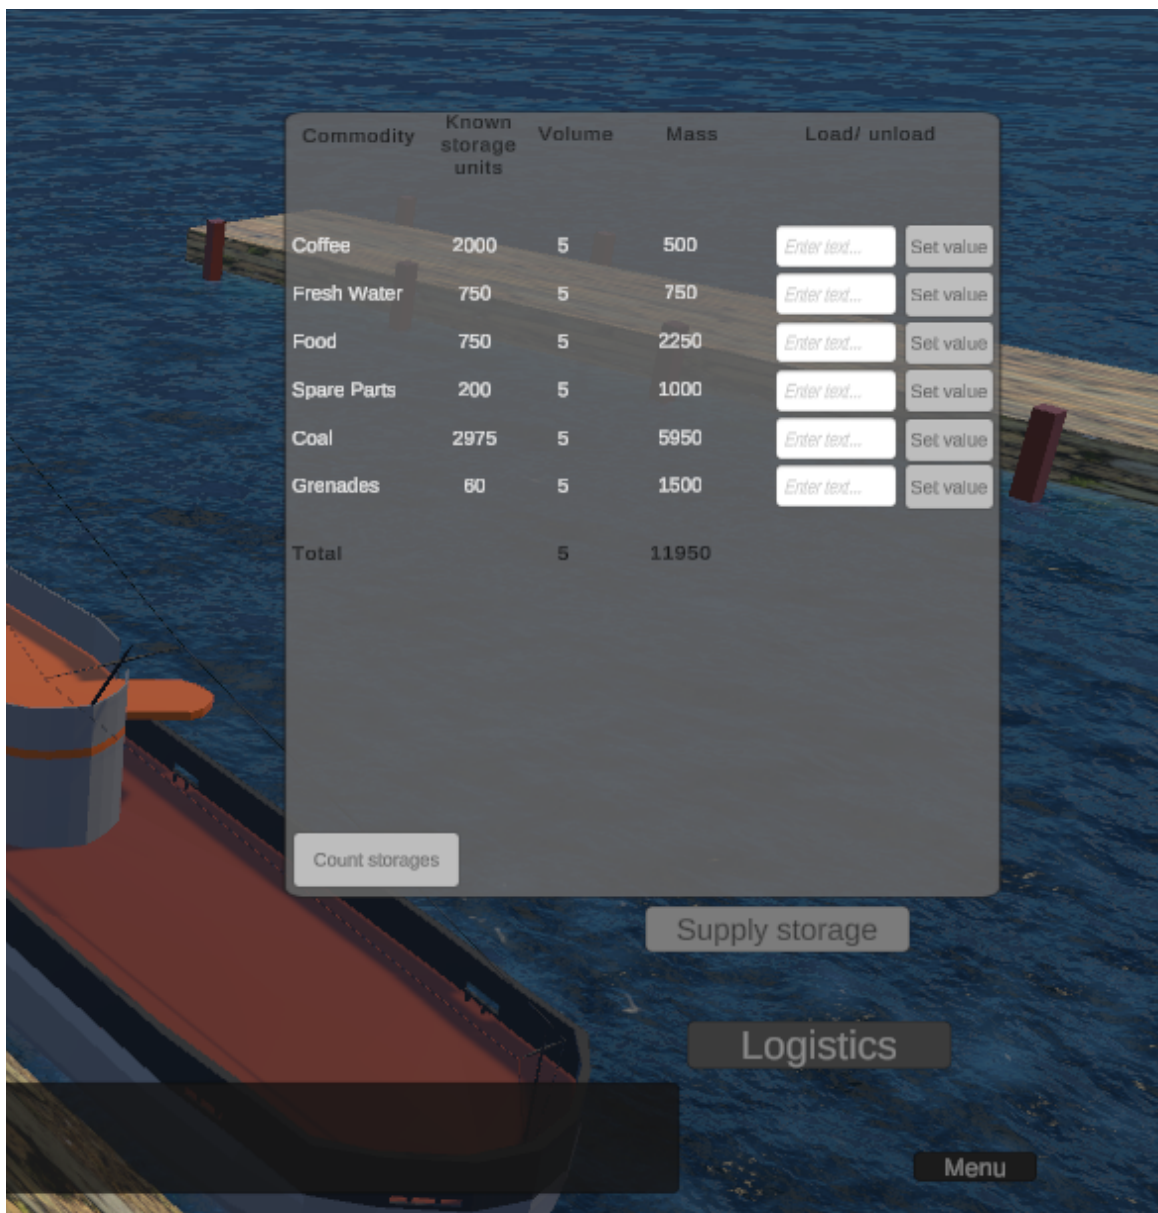 Commodity Known storage units Volume Mass Load/ unload
Coffee 2000 5 500 Enter text... Set value
Fresh Water 750 5 750 Enter text... Set value
Food 750 5 2250 Enter text... Set value
Spare Parts 200 5 1000 Enter text... Set value
Coal 2975 5 5950 Enter text... Set value
Grenades 60 5 1500 Enter text... Set value
Total 5 11950
Count storages
Supply storage
Logistics
Menu